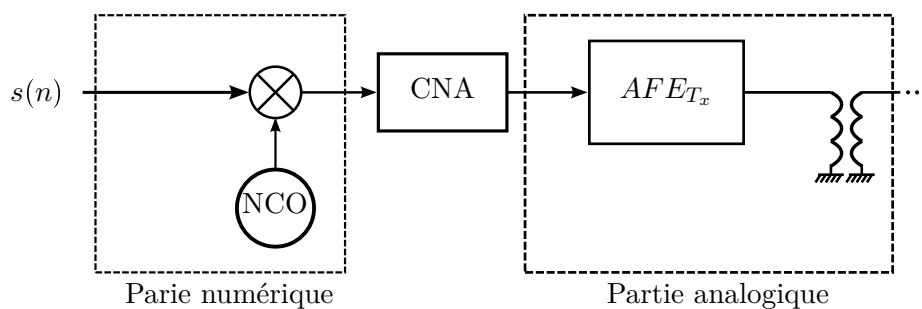 s(n)
CNA
AFE_{T_x}
NCO
Parie numérique
Partie analogique